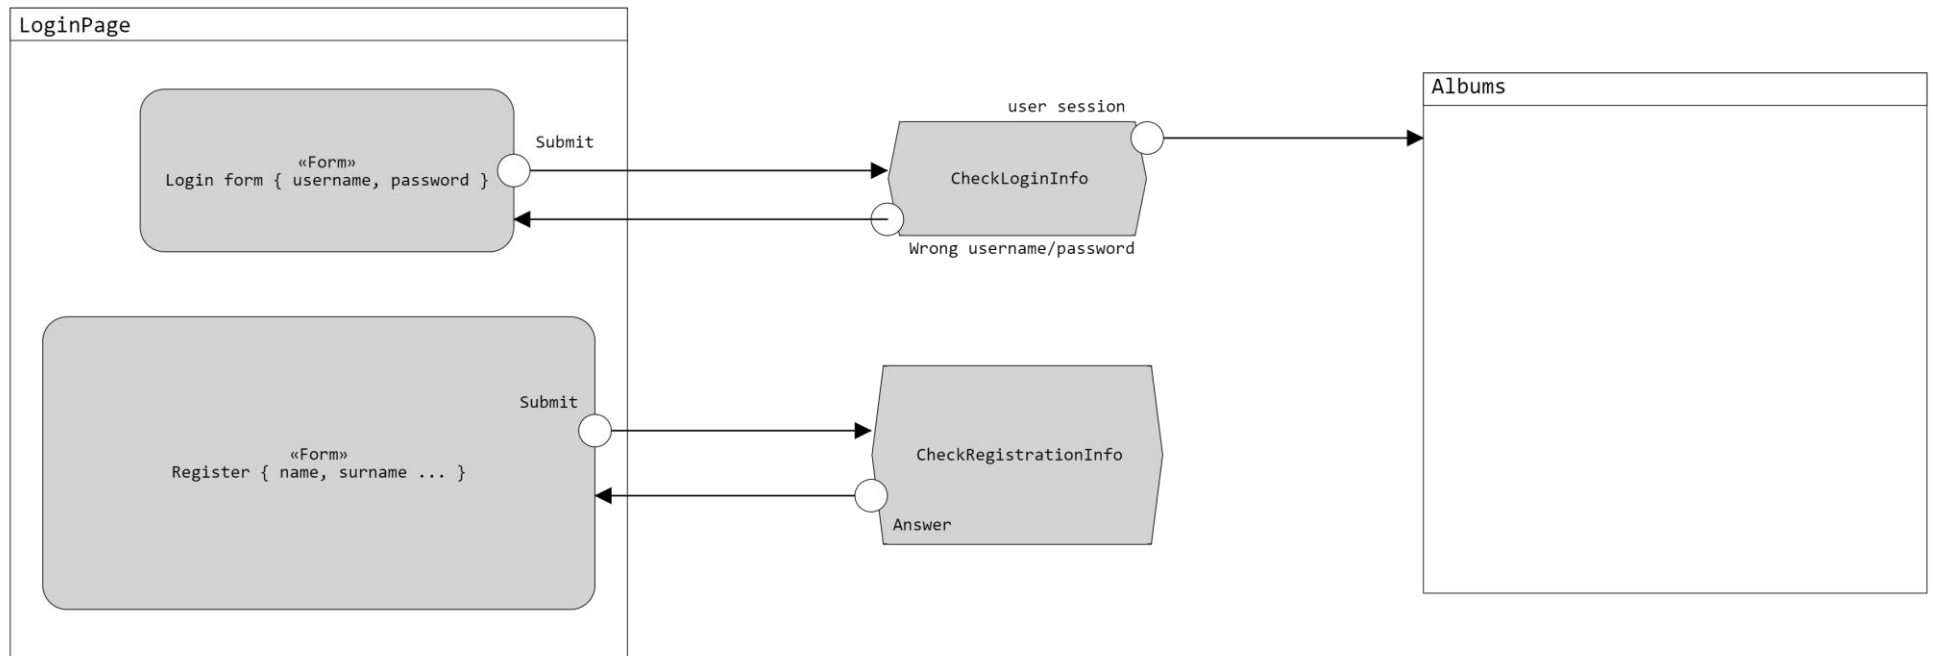 LoginPage
«Form»
Login form { username, password }
Submit
user session
CheckLoginInfo
Wrong username/password
Albums
«Form»
Register { name, surname ... }
Submit
CheckRegistrationInfo
Answer